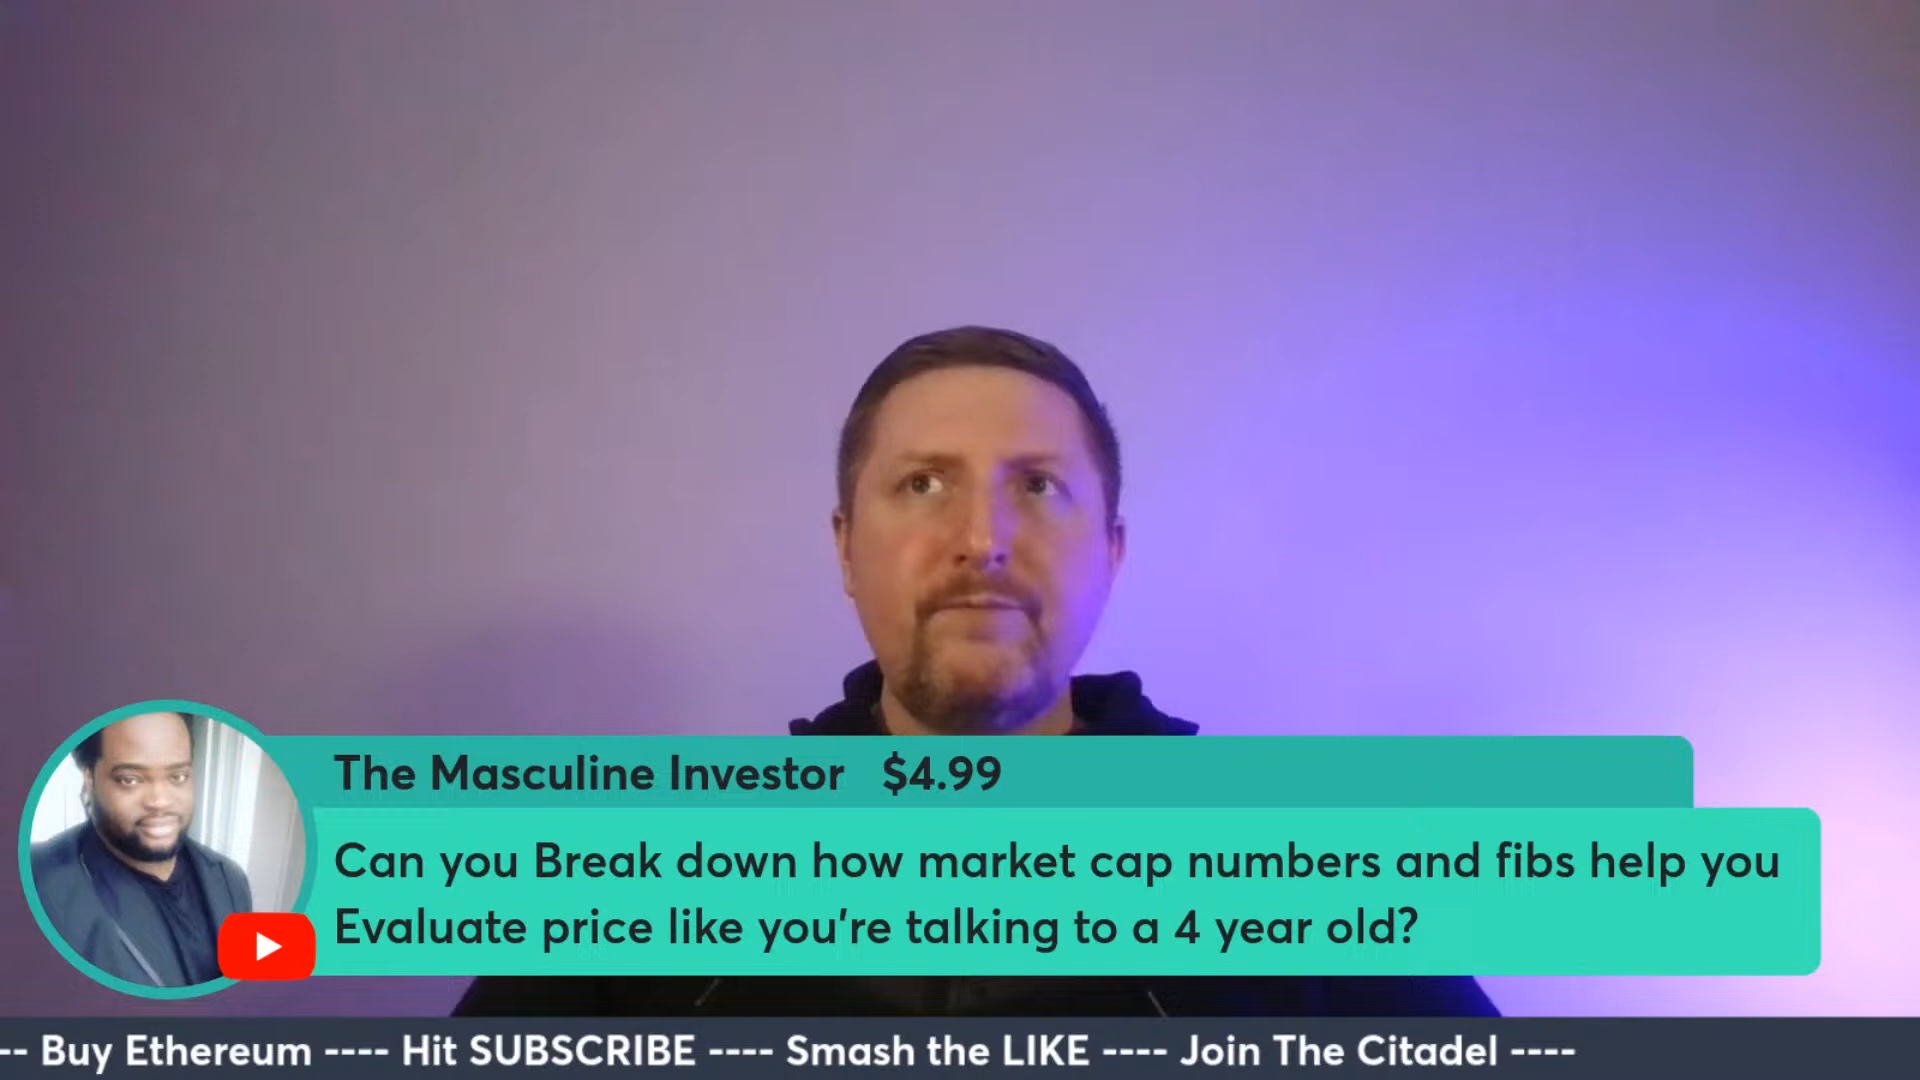 The Masculine Investor $4.99
Can you Break down how market cap numbers and fibs help you
Evaluate price like you're talking to a 4 year old?
-- Buy Ethereum ---- Hit SUBSCRIBE ---- Smash the LIKE ---- Join The Citadel ----